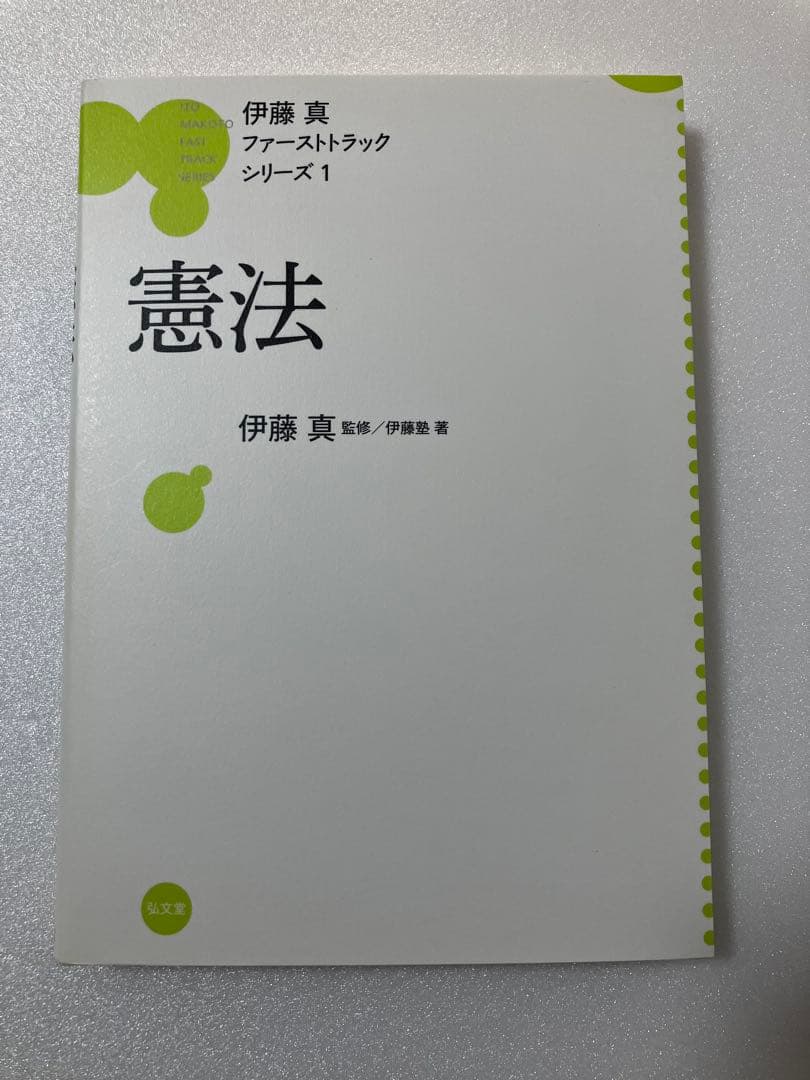 ITO
MAKOTO
FAST
TRACK
SERIES
伊藤 真
ファーストトラック
シリーズ 1
憲法
伊藤 真 監修／伊藤塾 著
弘文堂